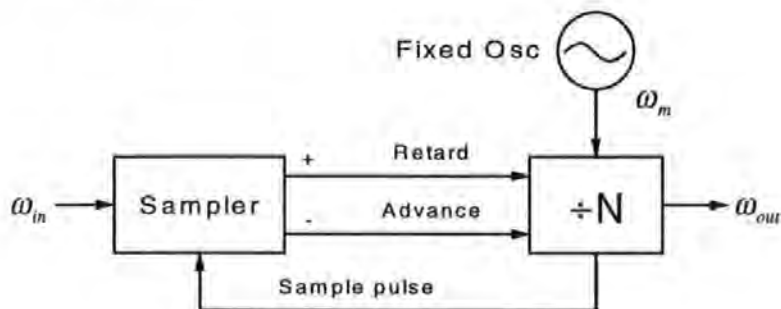 Fixed Osc
ω_m
+ Retard
ω_in Sampler
- Advance
÷N
ω_out
Sample pulse